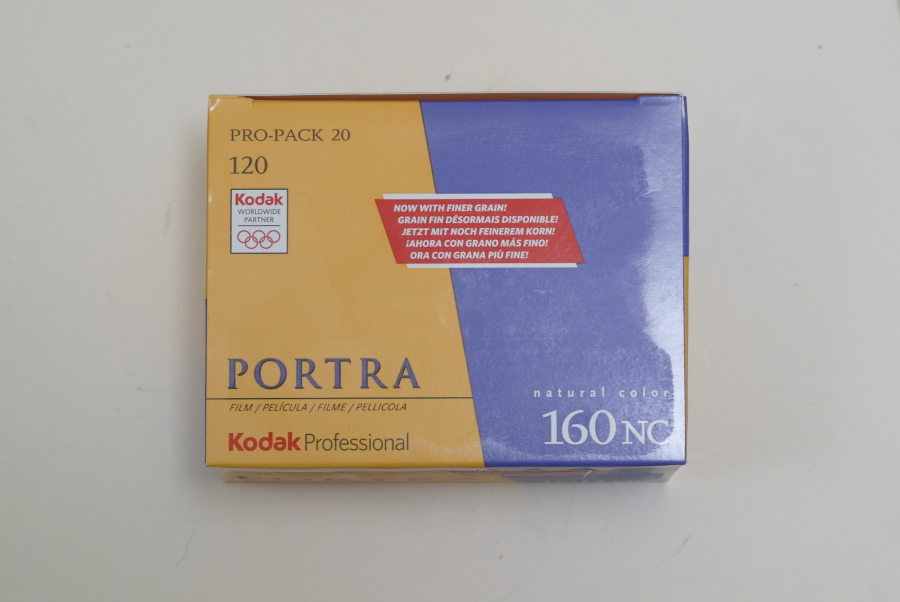 PRO-PACK 20
120
Kodak
WORLDWIDE
PARTNER
NOW WITH FINER GRAIN!
GRAIN FIN DÉSORMAIS DISPONIBLE!
JETZT MIT NOCH FEINEREM KORN!
¡AHORA CON GRANO MÁS FINO!
ORA CON GRANA PIÙ FINE!
PORTRA
FILM / PELÍCULA / FILME / PELLICOLA
Kodak Professional
natural color
160 NC